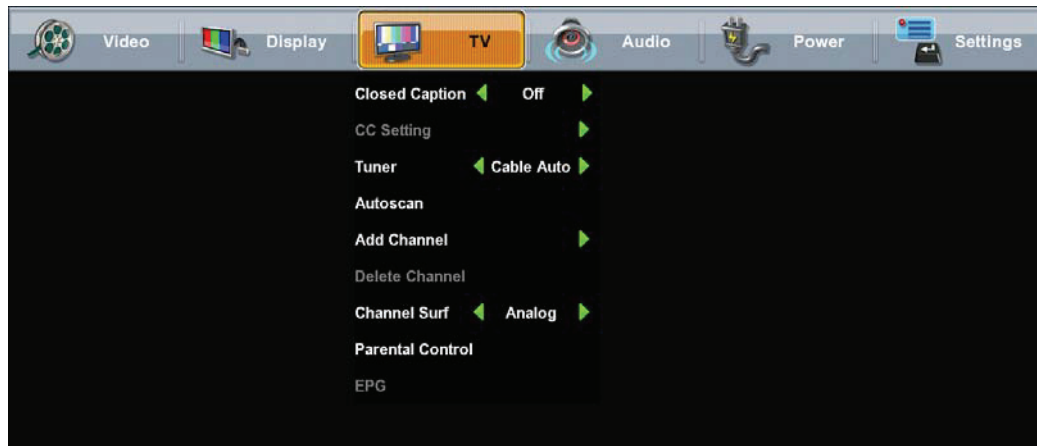 Video Display TV Audio Power Settings
Closed Caption Off
CC Setting
Tuner Cable Auto
Autoscan
Add Channel
Delete Channel
Channel Surf Analog
Parental Control
EPG